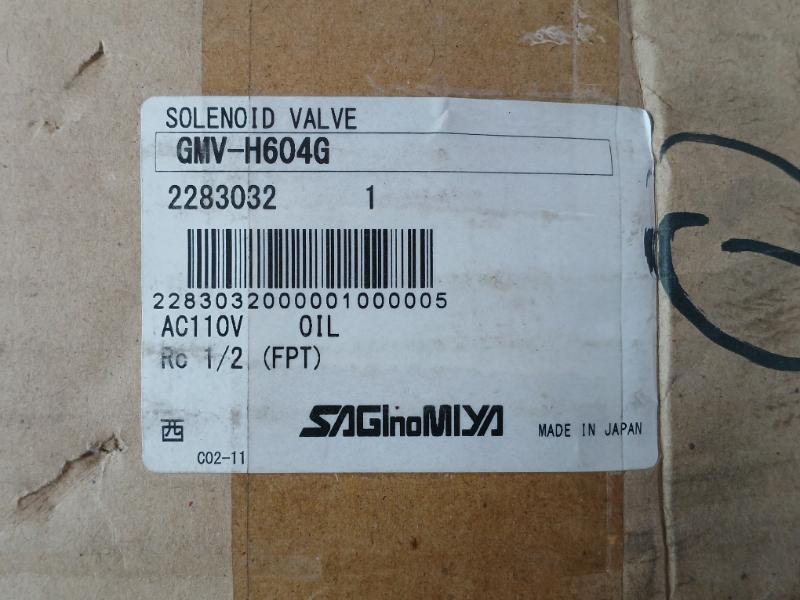 SOLENOID VALVE
GMV-H604G
2283032 1
2283032000001000005
AC110V OIL
Rc 1/2 (FPT)
SAGInoMIYA
MADE IN JAPAN
西
C02-11